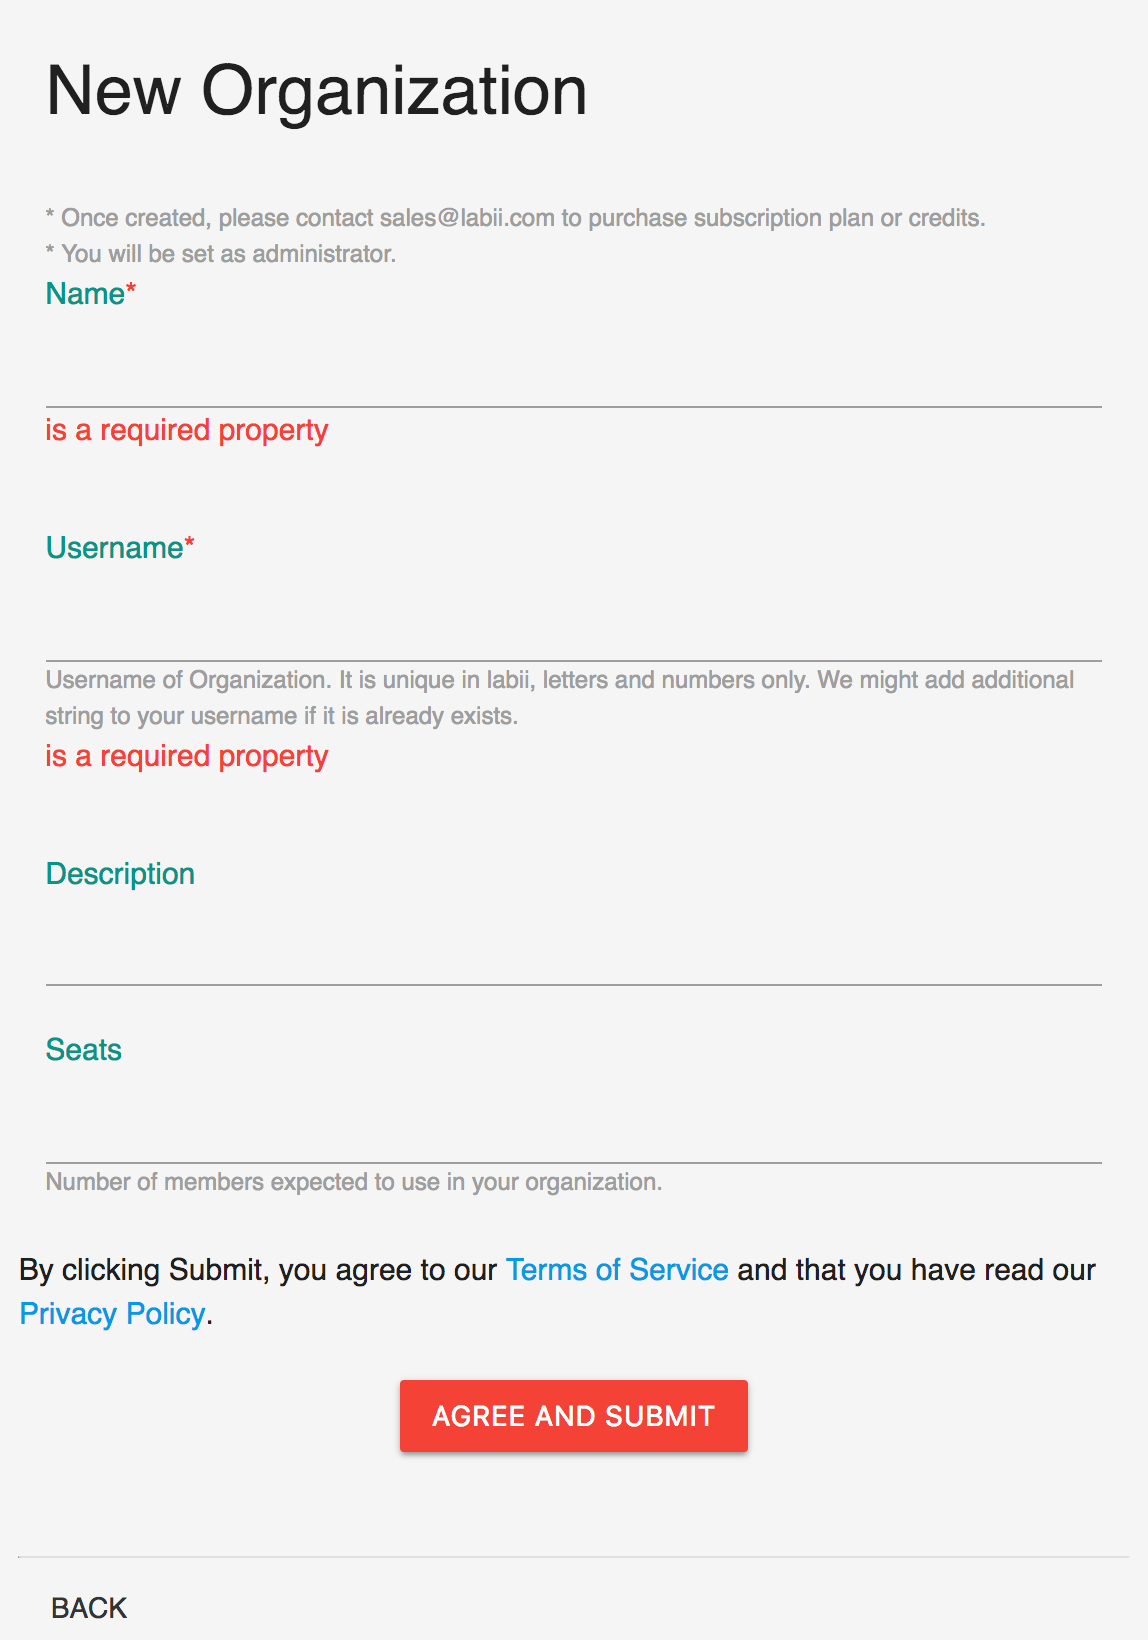 New Organization
* Once created, please contact sales@labii.com to purchase subscription plan or credits.
* You will be set as administrator.
Name*
is a required property
Username*
Username of Organization. It is unique in labii, letters and numbers only. We might add additional
string to your username if it is already exists.
is a required property
Description
Seats
Number of members expected to use in your organization.
By clicking Submit, you agree to our Terms of Service and that you have read our
Privacy Policy.
AGREE AND SUBMIT
BACK